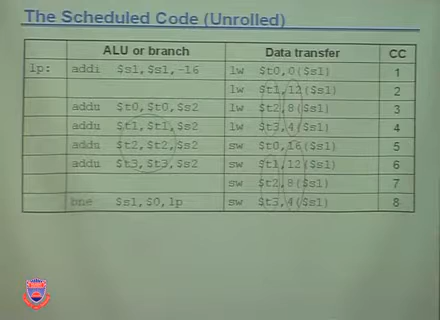 The Scheduled Code (Unrolled)
ALU or branch Data transfer CC
lp: addi $s1,$s1,-16 lw $t0,0($s1) 1
lw $t1,12($s1) 2
addu $t0,$t0,$s2 lw $t2,8($s1) 3
addu $t1,$t1,$s2 lw $t3,4($s1) 4
addu $t2,$t2,$s2 sw $t0,16($s1) 5
addu $t3,$t3,$s2 sw $t1,12($s1) 6
sw $t2,8($s1) 7
bne $s1,$0,lp sw $t3,4($s1) 8